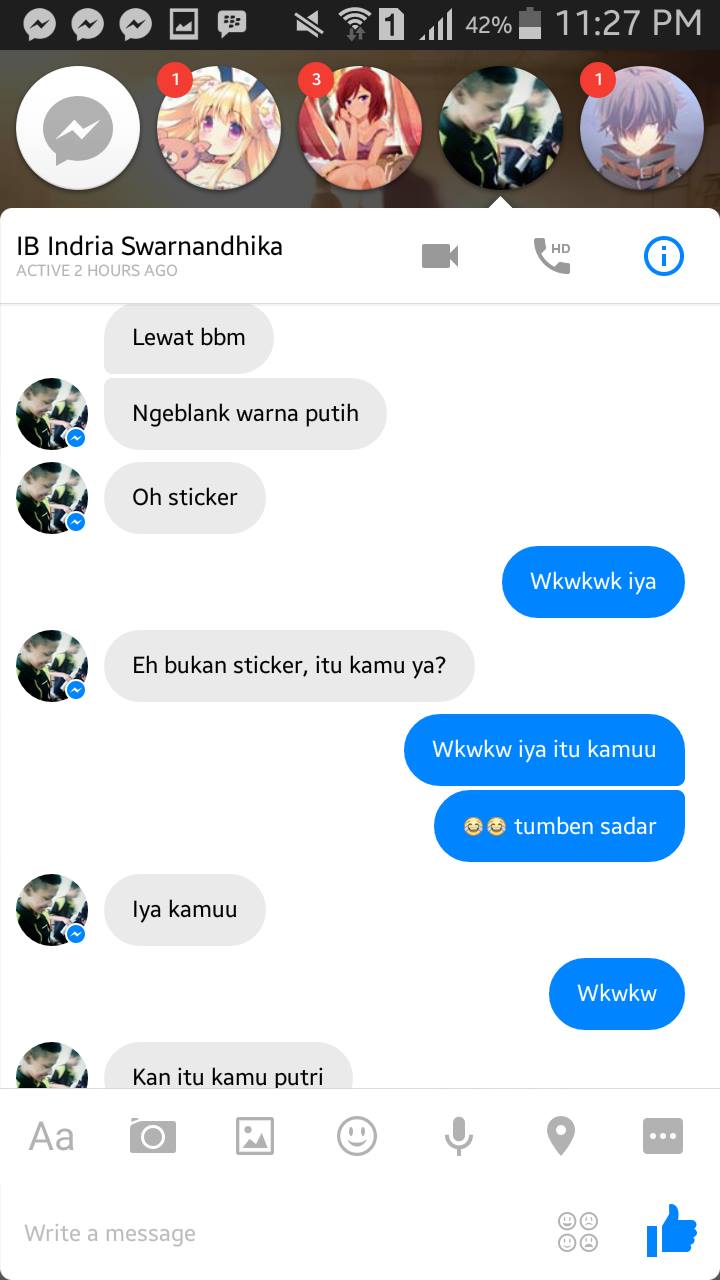 1 42% 11:27 PM
1 3 1
IB Indria Swarnandhika
HD
ACTIVE 2 HOURS AGO
Lewat bbm
Ngeblank warna putih
Oh sticker
Wkwkwk iya
Eh bukan sticker, itu kamu ya?
Wkwkw iya itu kamuu
😂😂 tumben sadar
Iya kamuu
Wkwkw
Kan itu kamu putri
Aa
Write a message